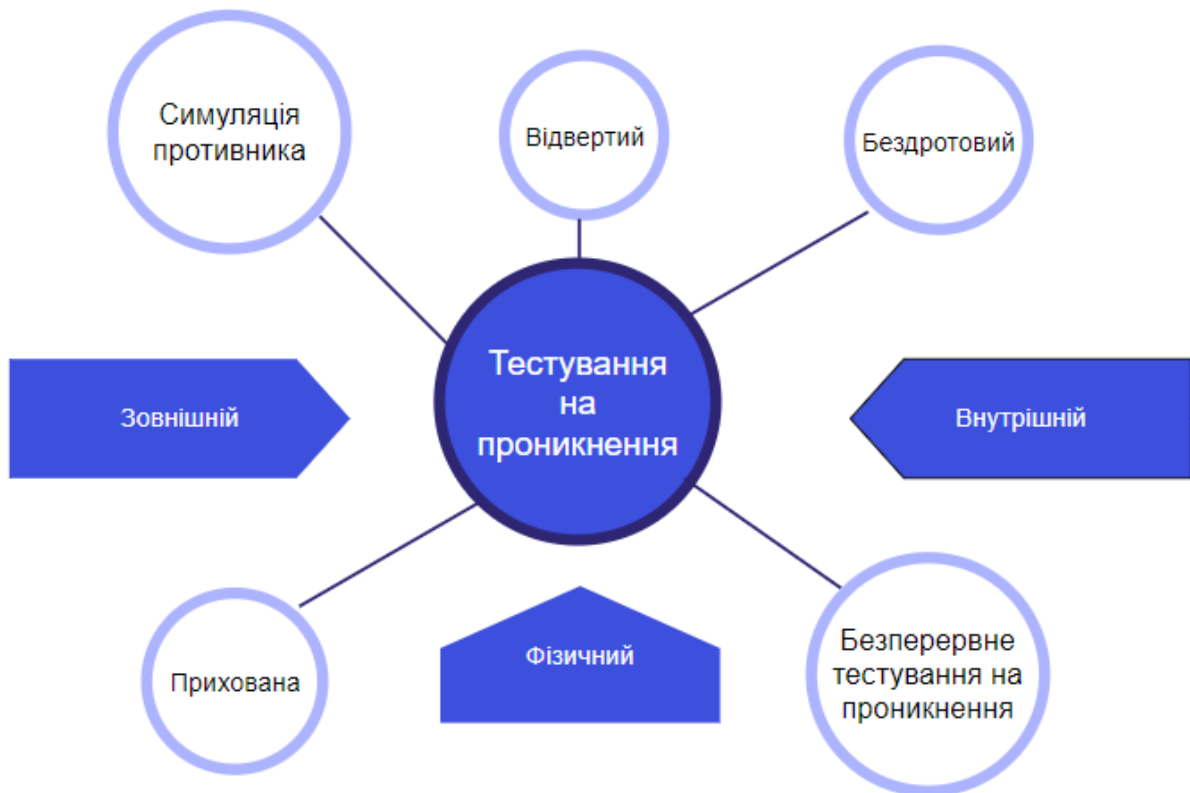 Симуляція
противника
Відвертий
Бездротовий
Тестування
на
проникнення
Зовнішній
Внутрішній
Прихована
Фізичний
Безперервне
тестування на
проникнення